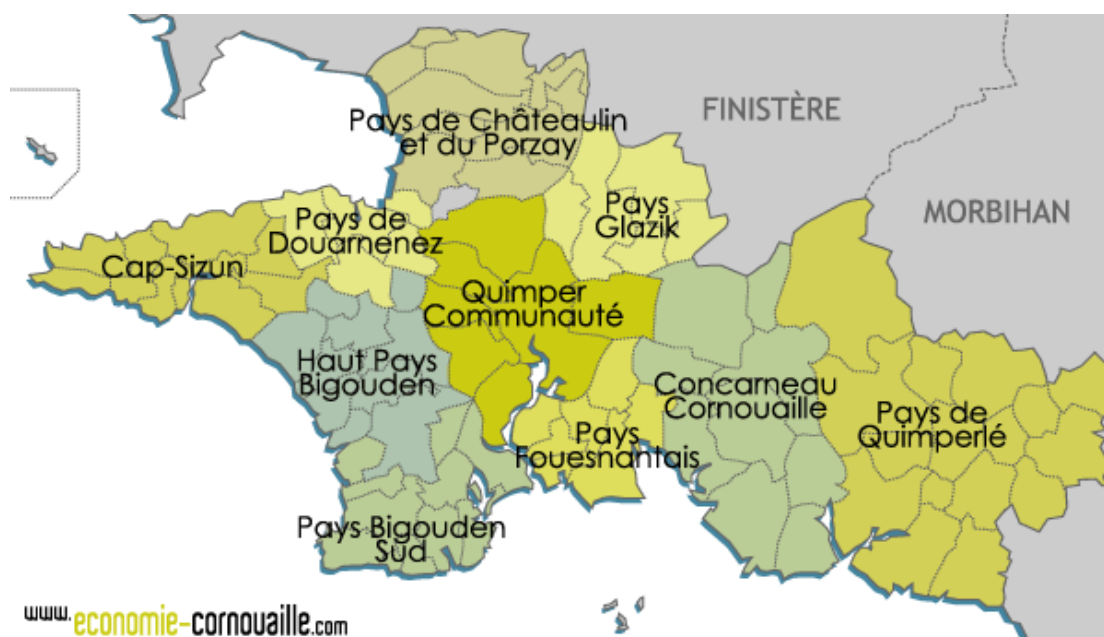 FINISTÈRE
Pays de Châteaulin
et du Porzay
MORBIHAN
Pays
Glazik
Pays de
Douarnenez
Cap-Sizun
Quimper
Communauté
Haut Pays
Bigouden
Concarneau
Cornouaille
Pays de
Quimperlé
Pays
Fouesnantais
Pays Bigouden
Sud
www.economie-cornouaille.com